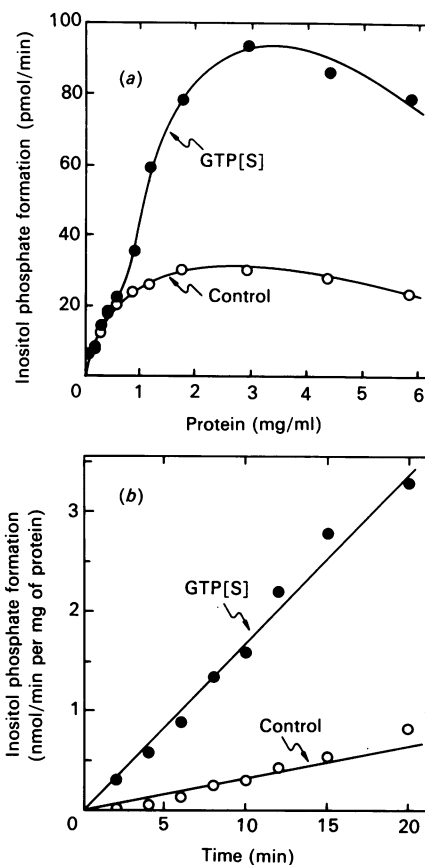 Inositol phosphate formation (pmol/min)
100
80
60
40
20
0
(a)
GTP[S]
Control
0 1 2 3 4 5 6
Protein (mg/ml)
Inositol phosphate formation
(nmol/min per mg of protein)
3
2
1
0
(b)
GTP[S]
Control
0 5 10 15 20
Time (min)